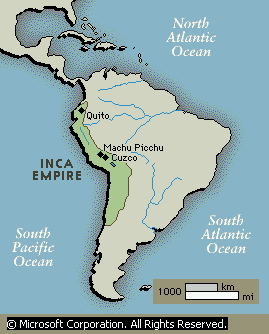 North
Atlantic
Ocean
Quito
Machu Picchu
Cuzco
INCA
EMPIRE
South
Pacific
Ocean
South
Atlantic
Ocean
1000
km
mi
© Microsoft Corporation. All Rights Reserved.